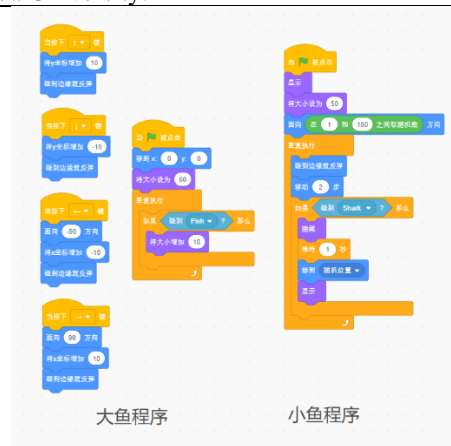 当按下 ↑ 键
将y坐标增加 10
碰到边缘就反弹
当按下 ↓ 键
将y坐标增加 -10
碰到边缘就反弹
当按下 ← 键
面向 -90 方向
将x坐标增加 -10
碰到边缘就反弹
当按下 → 键
面向 90 方向
将x坐标增加 10
碰到边缘就反弹
当 被点击
移到 x: 0 y: 0
将大小设为 60
重复执行
如果 碰到 Fish ? 那么
将大小增加 10
大鱼程序
当 被点击
显示
将大小设为 50
面向 在 1 和 180 之间取随机数 方向
重复执行
碰到边缘就反弹
移动 2 步
如果 碰到 Shark ? 那么
隐藏
等待 1 秒
移到 随机位置
显示
小鱼程序